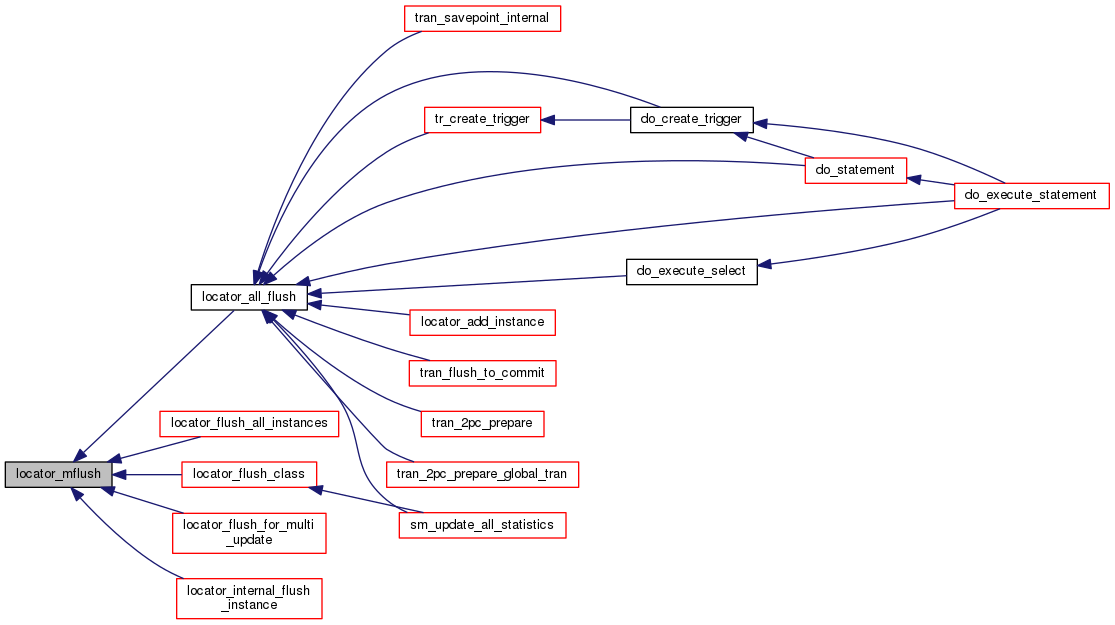 tran_savepoint_internal
tr_create_trigger
do_create_trigger
do_statement
do_execute_statement
do_execute_select
locator_all_flush
locator_add_instance
tran_flush_to_commit
locator_flush_all_instances
tran_2pc_prepare
locator_mflush
locator_flush_class
tran_2pc_prepare_global_tran
locator_flush_for_multi
_update
sm_update_all_statistics
locator_internal_flush
_instance